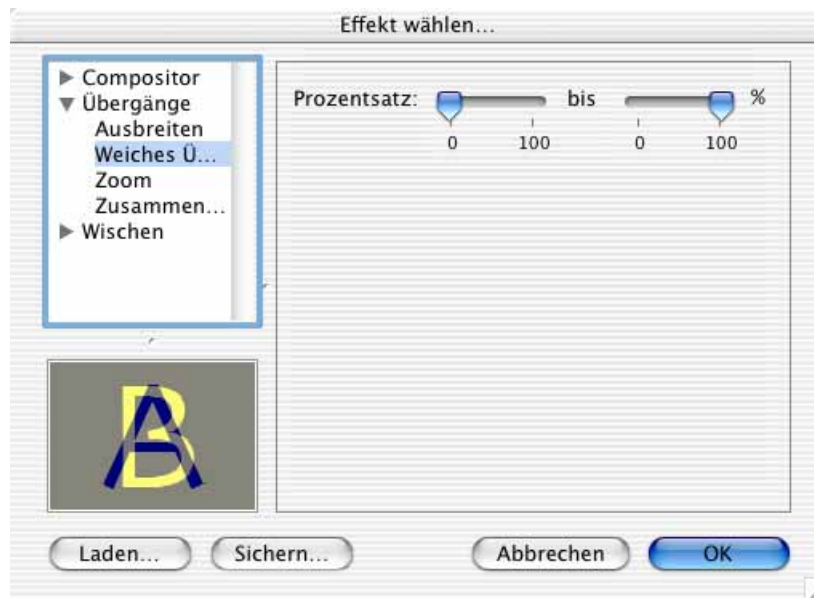 Effekt wählen...
Compositor
Übergänge
Ausbreiten
Weiches Ü...
Zoom
Zusammen...
Wischen
Prozentsatz: bis %
0 100 0 100
AB
Laden... Sichern... Abbrechen OK